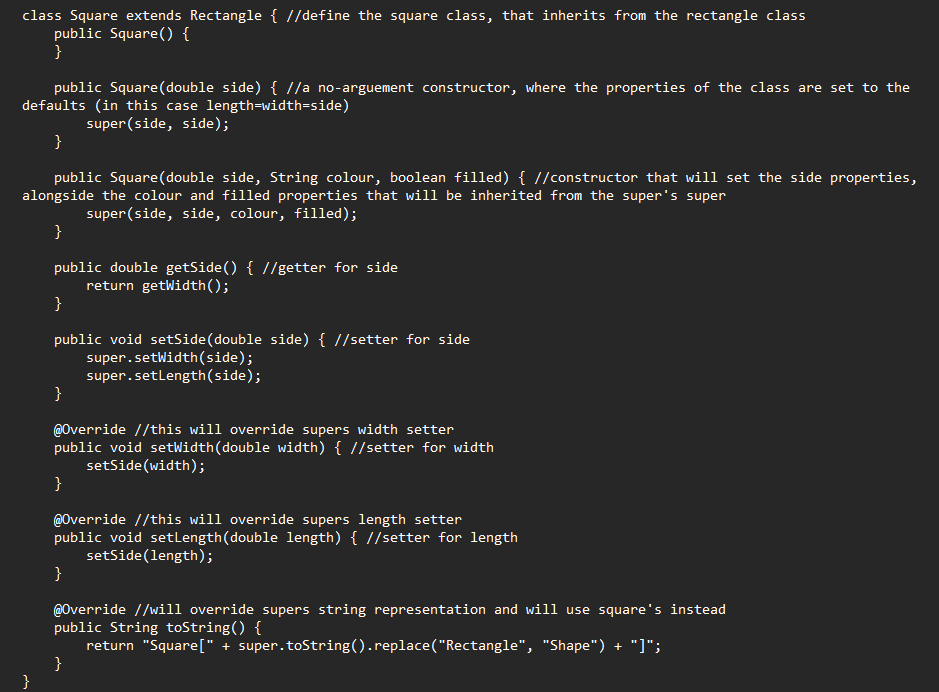 class Square extends Rectangle { //define the square class, that inherits from the rectangle class
    public Square() {
    }

    public Square(double side) { //a no-arguement constructor, where the properties of the class are set to the
defaults (in this case length=width=side)
        super(side, side);
    }

    public Square(double side, String colour, boolean filled) { //constructor that will set the side properties,
alongside the colour and filled properties that will be inherited from the super's super
        super(side, side, colour, filled);
    }

    public double getSide() { //getter for side
        return getWidth();
    }

    public void setSide(double side) { //setter for side
        super.setWidth(side);
        super.setLength(side);
    }

    @Override //this will override supers width setter
    public void setWidth(double width) { //setter for width
        setSide(width);
    }

    @Override //this will override supers length setter
    public void setLength(double length) { //setter for length
        setSide(length);
    }

    @Override //will override supers string representation and will use square's instead
    public String toString() {
        return "Square[" + super.toString().replace("Rectangle", "Shape") + "]";
    }
}